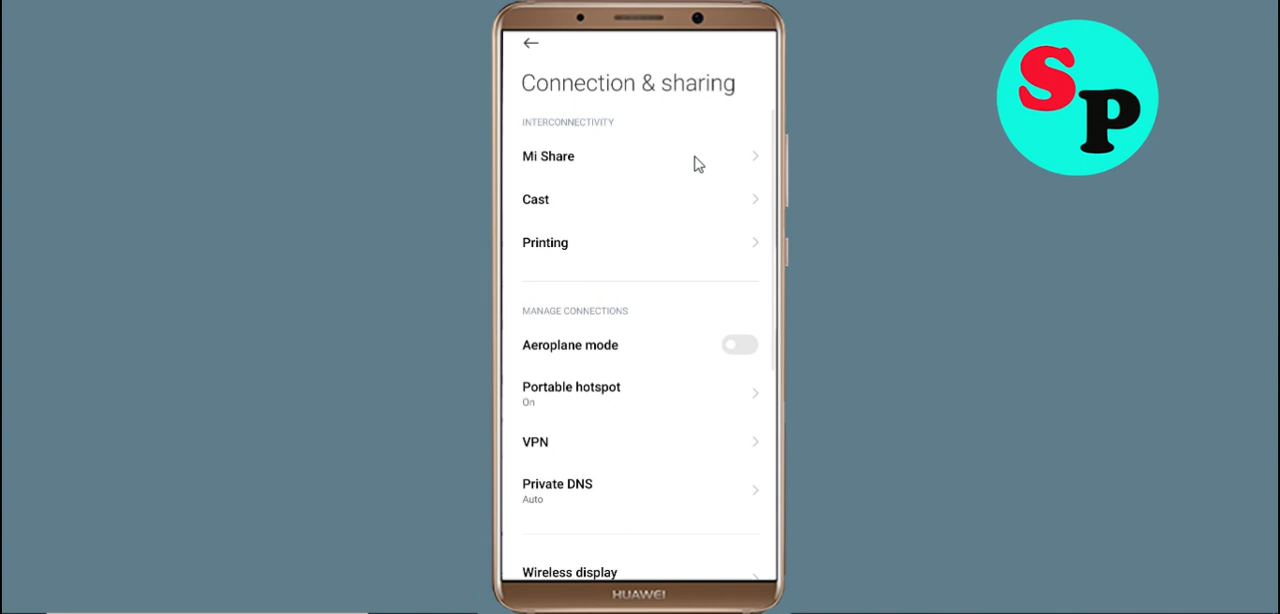 Connection & sharing
INTERCONNECTIVITY
Mi Share
Cast
Printing
MANAGE CONNECTIONS
Aeroplane mode
Portable hotspot
On
VPN
Private DNS
Auto
Wireless display
HUAWEI
SP